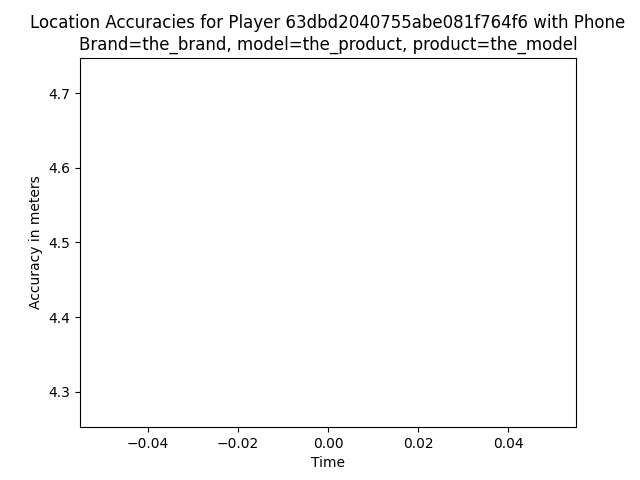 Location Accuracies for Player 63dbd2040755abe081f764f6 with Phone
Brand=the_brand, model=the_product, product=the_model
4.7
4.6
4.5
4.4
4.3
Accuracy in meters
−0.04 −0.02 0.00 0.02 0.04
Time